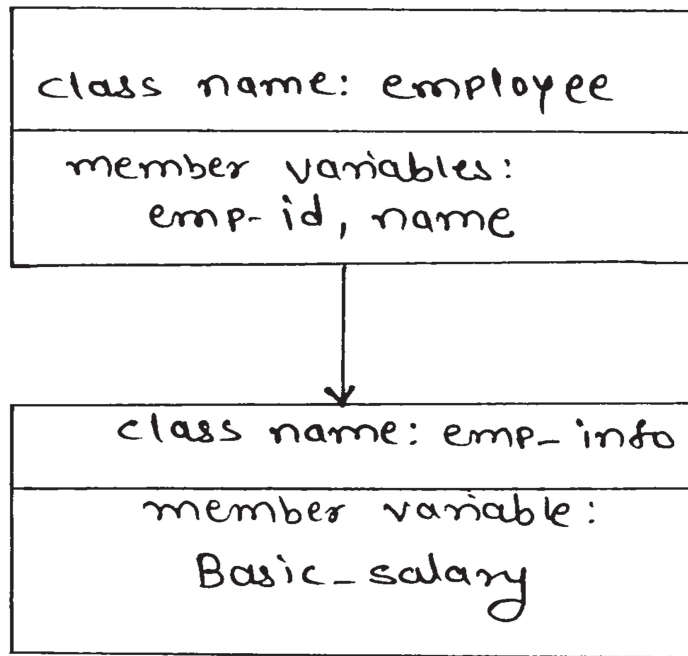 class name: employee
member variables:
emp-id, name
class name: emp_info
member variable:
Basic_salary